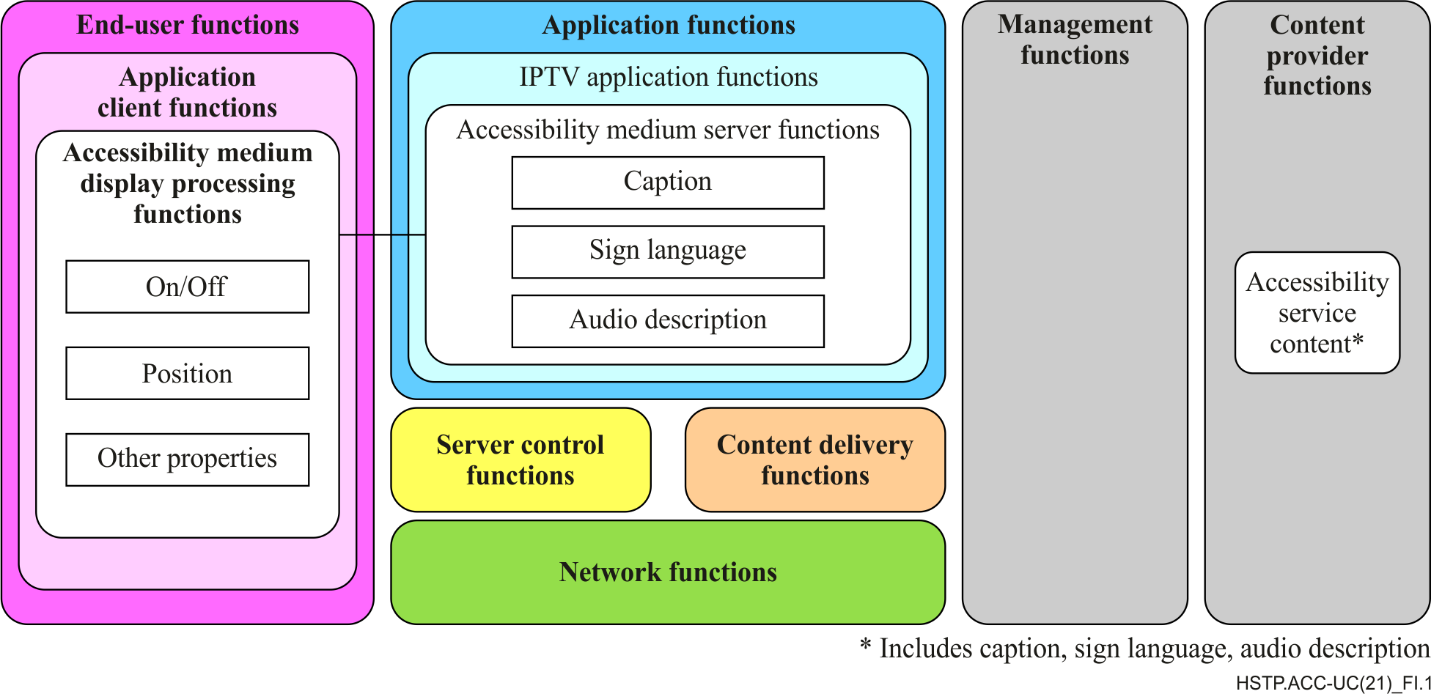 End-user functions
Application
client functions
Accessibility medium
display processing
functions
On/Off
Position
Other properties
Application functions
IPTV application functions
Accessibility medium server functions
Caption
Sign language
Audio description
Server control
functions
Content delivery
functions
Network functions
Management
functions
Content
provider
functions
Accessibility
service
content*
* Includes caption, sign language, audio description
HSTP.ACC-UC(21)_FI.1